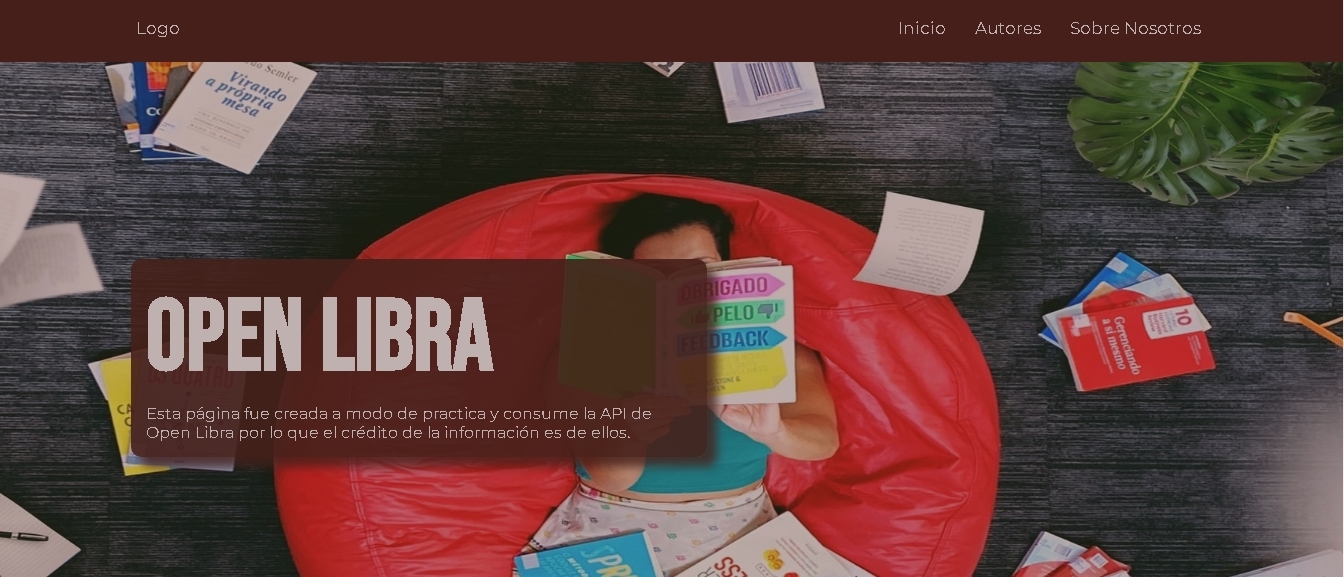 Logo
Inicio
Autores
Sobre Nosotros
Semler
Virando
a própria
mesa
OBRIGADO
PELO
FEEDBACK
10
Gerenciando
a si mesmo
OPEN LIBRA
Esta página fue creada a modo de practica y consume la API de
Open Libra por lo que el crédito de la información es de ellos.